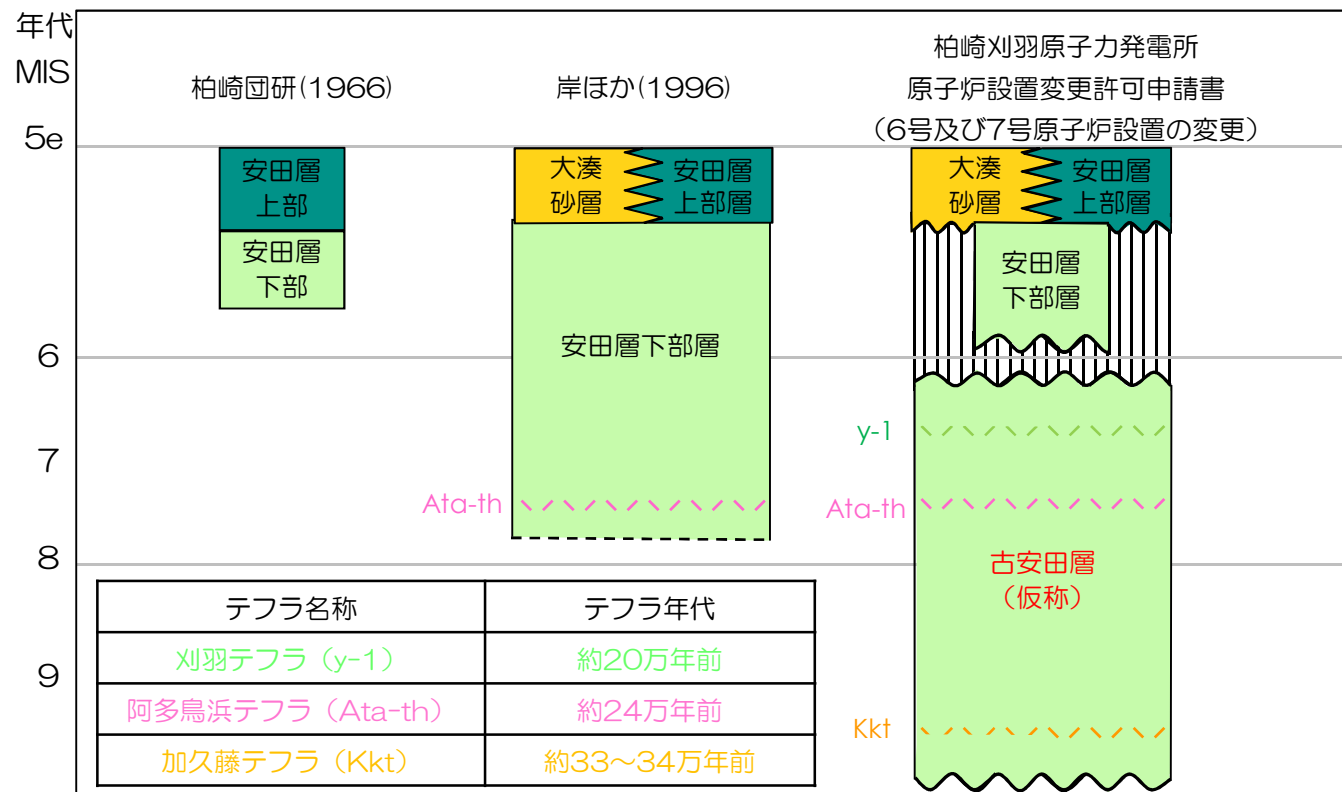 年代
MIS
柏崎団研(1966)
岸ほか(1996)
柏崎刈羽原子力発電所
原子炉設置変更許可申請書
（6号及び7号原子炉設置の変更）
5e
安田層
上部
安田層
下部
大湊
砂層
安田層
上部層
安田層下部層
Ata-th
大湊
砂層
安田層
上部層
安田層
下部層
y-1
Ata-th
古安田層
（仮称）
Kkt
6
7
8
9
テフラ名称 テフラ年代
刈羽テフラ（y-1） 約20万年前
阿多鳥浜テフラ（Ata-th） 約24万年前
加久藤テフラ（Kkt） 約33～34万年前